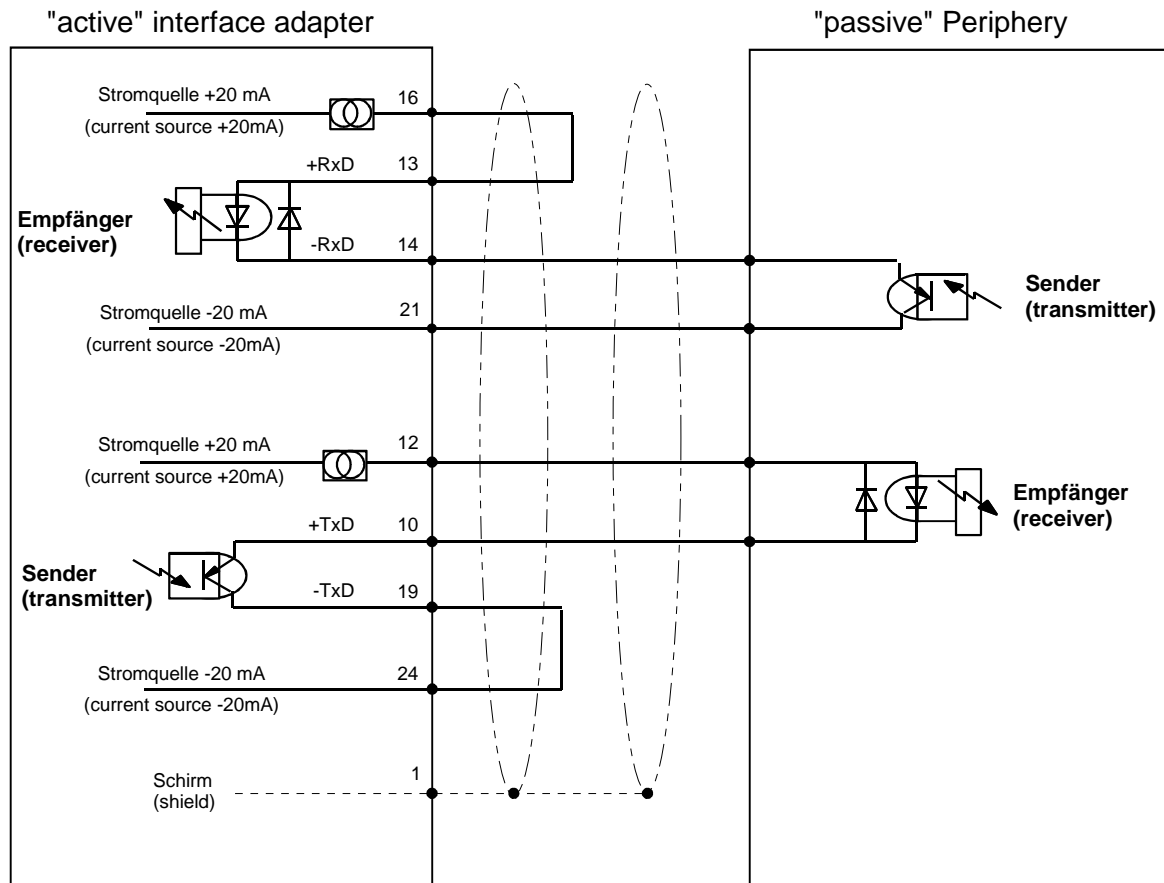 "active" interface adapter
"passive" Periphery
Stromquelle +20 mA
(current source +20mA)
16
+RxD
13
Empfänger
(receiver)
-RxD
14
Sender
(transmitter)
Stromquelle -20 mA
(current source -20mA)
21
Stromquelle +20 mA
(current source +20mA)
12
Empfänger
(receiver)
+TxD
10
Sender
(transmitter)
-TxD
19
Stromquelle -20 mA
(current source -20mA)
24
Schirm
(shield)
1